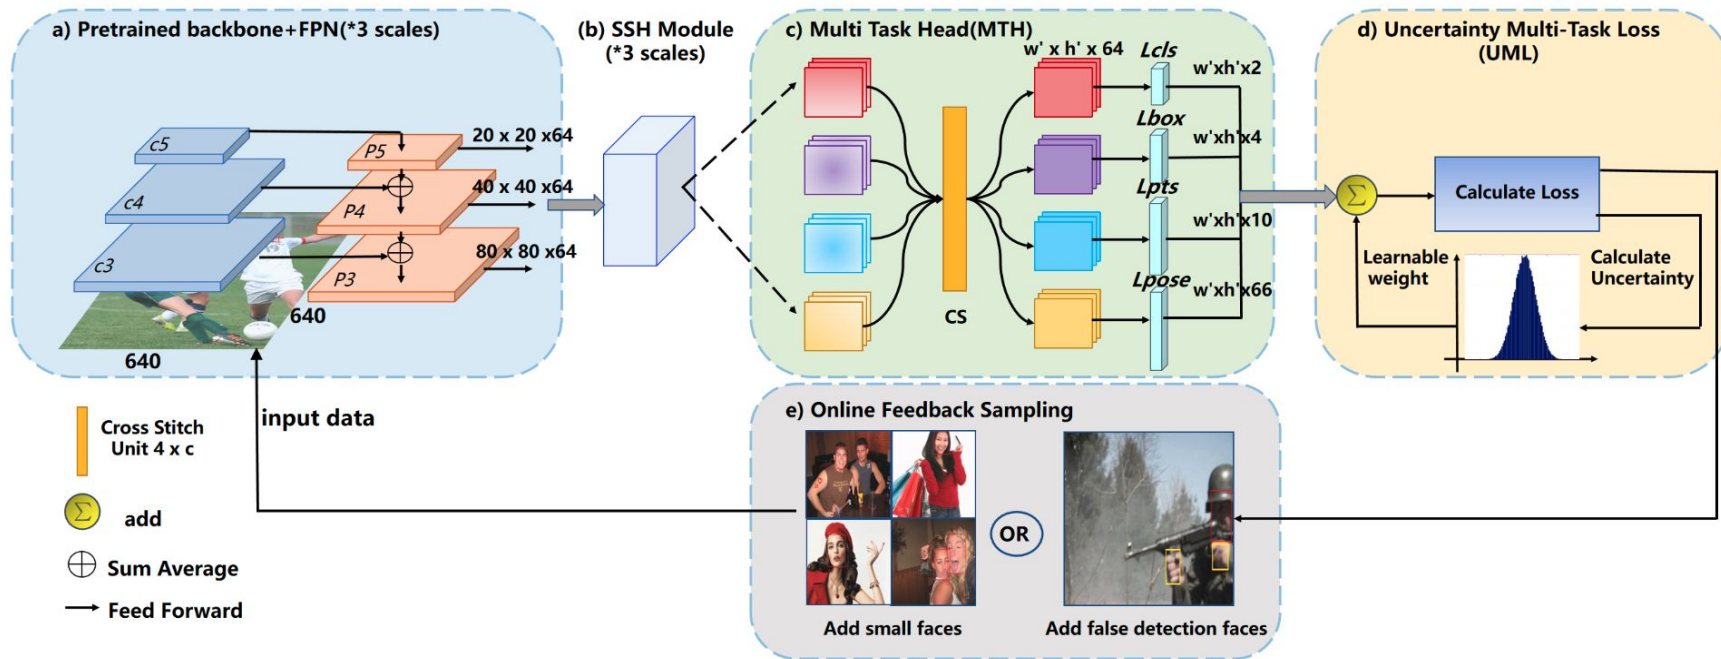 a) Pretrained backbone+FPN(*3 scales)
c5
c4
c3
P5
P4
P3
20 x 20 x64
40 x 40 x64
80 x 80 x64
640
640
input data
(b) SSH Module
(*3 scales)
c) Multi Task Head(MTH)
w' x h' x 64
Lcls
w'xh'x2
Lbox
w'xh'x4
Lpts
w'xh'x10
Lpose
w'xh'x66
CS
d) Uncertainty Multi-Task Loss
(UML)
Σ
Calculate Loss
Learnable
weight
Calculate
Uncertainty
e) Online Feedback Sampling
OR
Add small faces
Add false detection faces
Cross Stitch
Unit 4 x c
Σ
add
Sum Average
Feed Forward